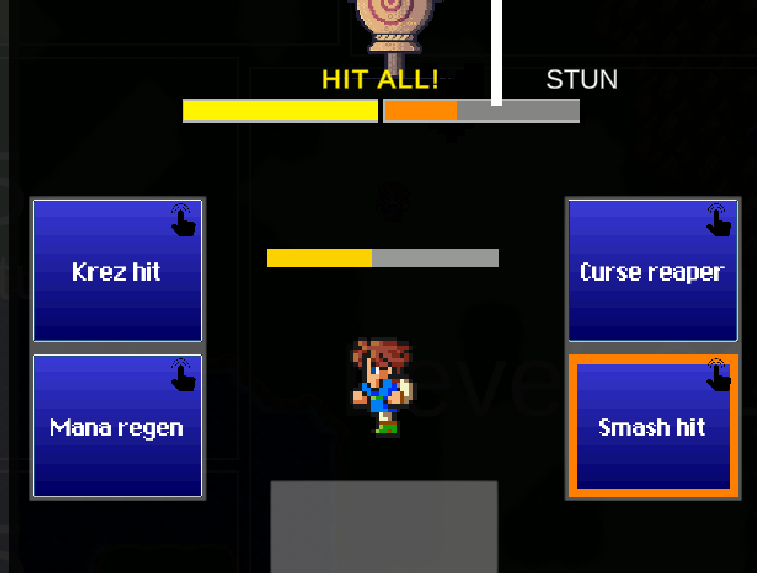 HIT ALL!
STUN
Krez hit
Curse reaper
Mana regen
Smash hit